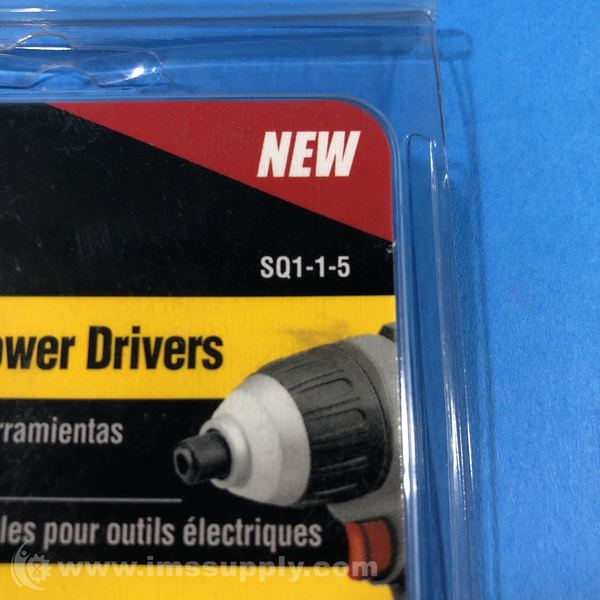 NEW
SQ1-1-5
ower Drivers
rramientas
les pour outils électriques
www.imssupply.com